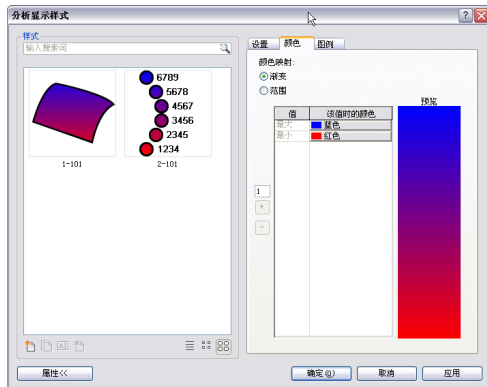 分析显示样式
样式
输入搜索词
6789
5678
4567
3456
2345
1234
1-101
2-101
属性<<
设置 颜色 图例
颜色映射:
渐变
范围
预览
值 该值时的颜色
最大 蓝色
最小 红色
1
+
-
确定(O) 取消 应用